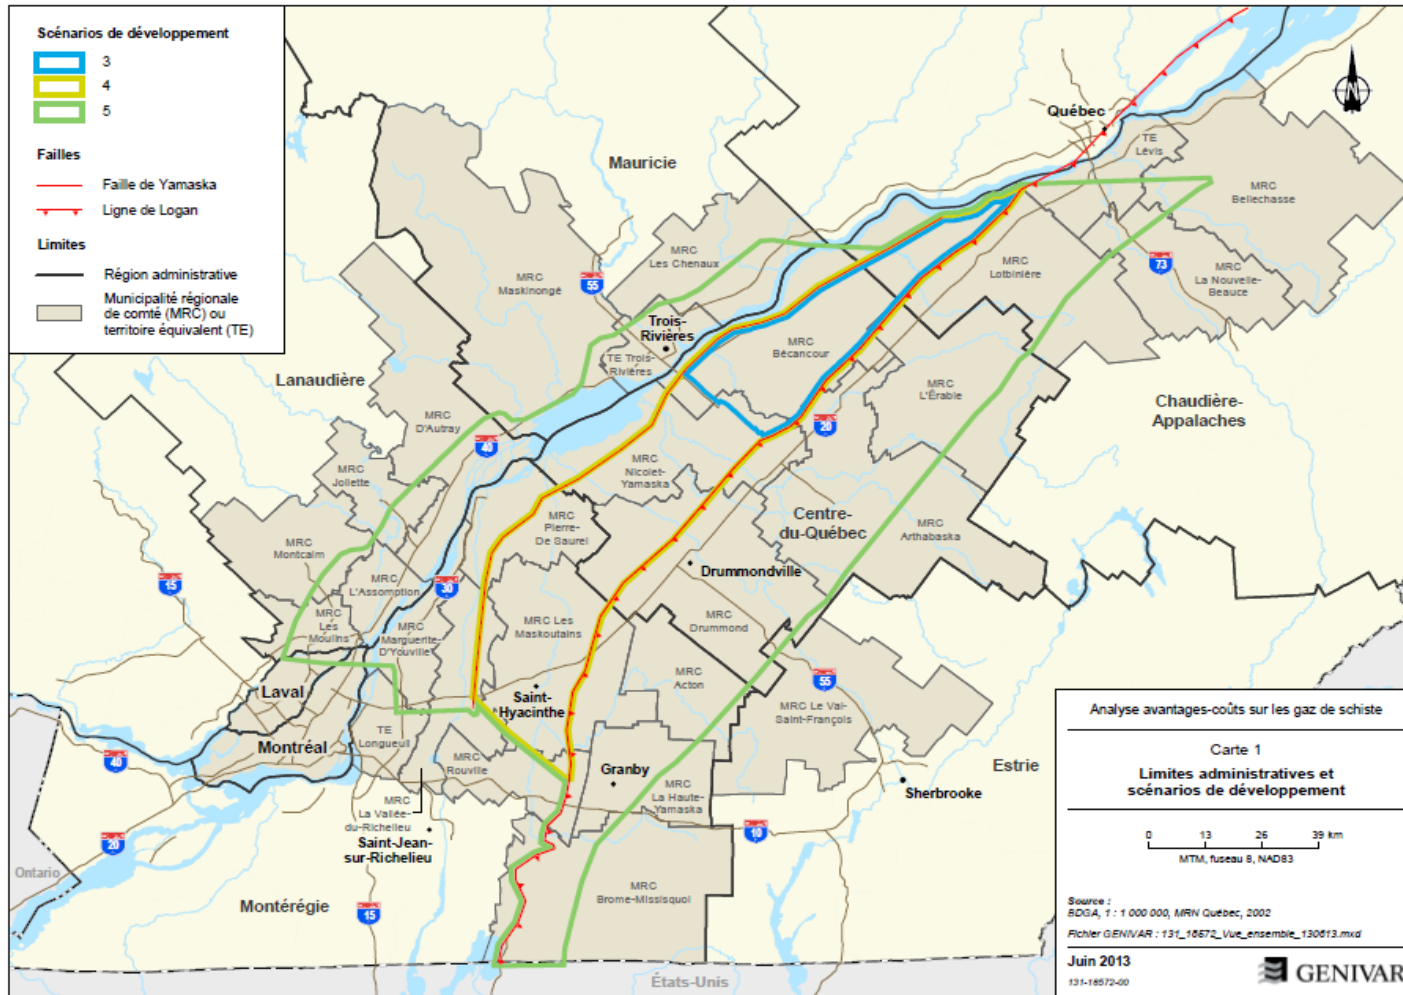 Scénarios de développement
3
4
5
Failles
Faille de Yamaska
Ligne de Logan
Limites
Région administrative
Municipalité régionale
de comté (MRC) ou
territoire équivalent (TE)
N
Québec
TE
Lévis
MRC
Bellechasse
Mauricie
MRC
Les Chenaux
MRC
Lotbinière
73
MRC
La Nouvelle-
Beauce
MRC
Maskinongé
55
Trois-
Rivières
TE Trois-
Rivières
MRC
Bécancour
Lanaudière
MRC
L'Érable
Chaudière-
Appalaches
MRC
D'Autray
40
20
MRC
Joliette
MRC
Nicolet-
Yamaska
MRC
Pierre-
De Saurel
Centre-
du-Québec
MRC
Arthabaska
MRC
Montcalm
15
MRC
L'Assomption
30
Drummondville
MRC
Les
Moulins
MRC
Marguerite-
D'Youville
MRC Les
Maskoutains
MRC
Drummond
55
MRC
Acton
Laval
Saint-
Hyacinthe
MRC Le Val-
Saint-François
Montréal
TE
Longueuil
40
MRC
Rouville
Granby
MRC
La Haute-
Yamaska
Estrie
Sherbrooke
MRC
La Vallée-
du-Richelieu
Saint-Jean-
sur-Richelieu
10
20
Ontario
MRC
Brome-Missisquoi
Montérégie
15
États-Unis
Analyse avantages-coûts sur les gaz de schiste
Carte 1
Limites administratives et
scénarios de développement
0 13 26 39 km
MTM, fuseau 8, NAD83
Source :
BDGA, 1 : 1 000 000, MRN Québec, 2002
Fichier GENIVAR : 131_18572_Vue_ensemble_130613.mxd
Juin 2013
131-18572-00
GENIVAR